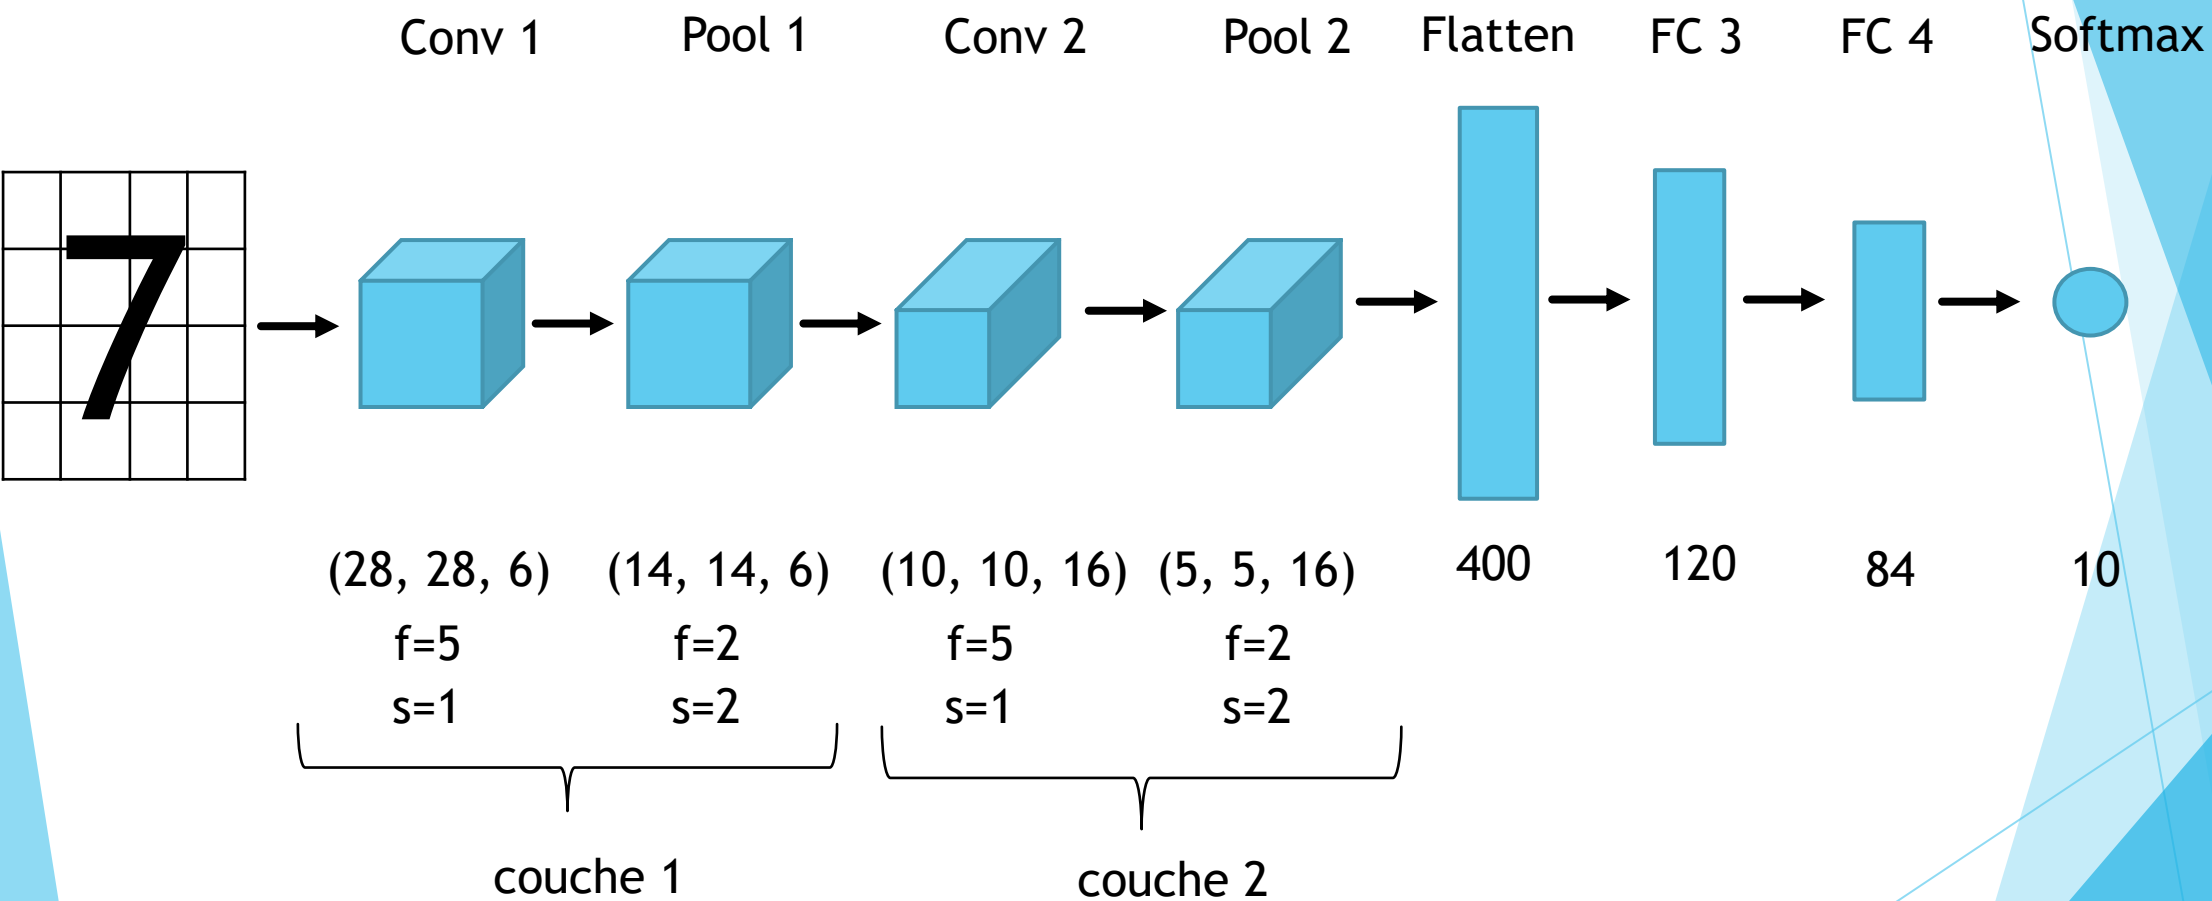 Conv 1 Pool 1 Conv 2 Pool 2 Flatten FC 3 FC 4 Softmax
7
(28, 28, 6) (14, 14, 6) (10, 10, 16) (5, 5, 16) 400 120 84 10
f=5 f=2 f=5 f=2
s=1 s=2 s=1 s=2
couche 1 couche 2